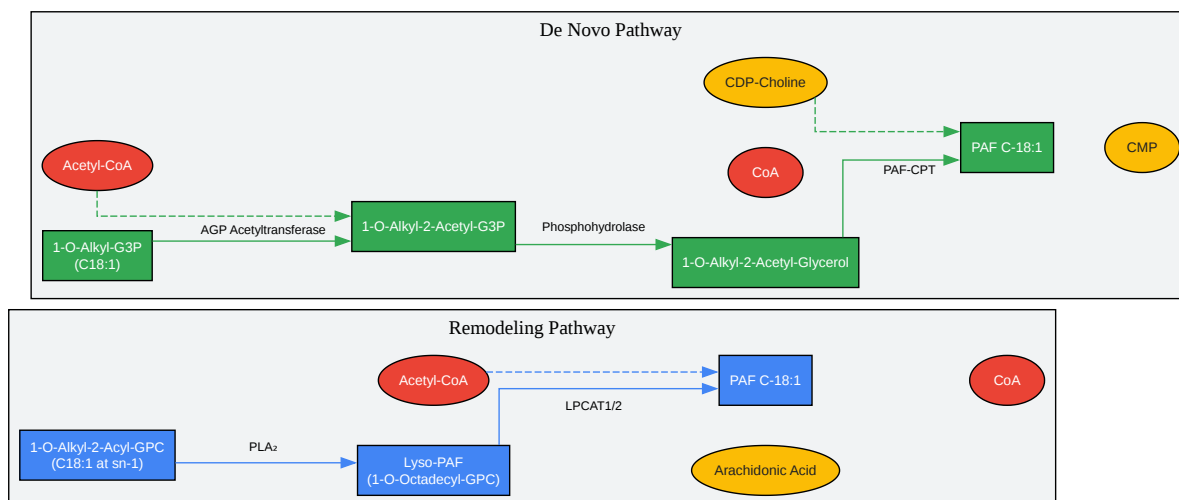 De Novo Pathway
CDP-Choline
PAF C-18:1
CMP
Acetyl-CoA
CoA
PAF-CPT
AGP Acetyltransferase
1-O-Alkyl-2-Acetyl-G3P
Phosphohydrolase
1-O-Alkyl-G3P
(C18:1)
1-O-Alkyl-2-Acetyl-Glycerol
Remodeling Pathway
Acetyl-CoA
PAF C-18:1
CoA
LPCAT1/2
1-O-Alkyl-2-Acyl-GPC
(C18:1 at sn-1)
PLA₂
Lyso-PAF
(1-O-Octadecyl-GPC)
Arachidonic Acid